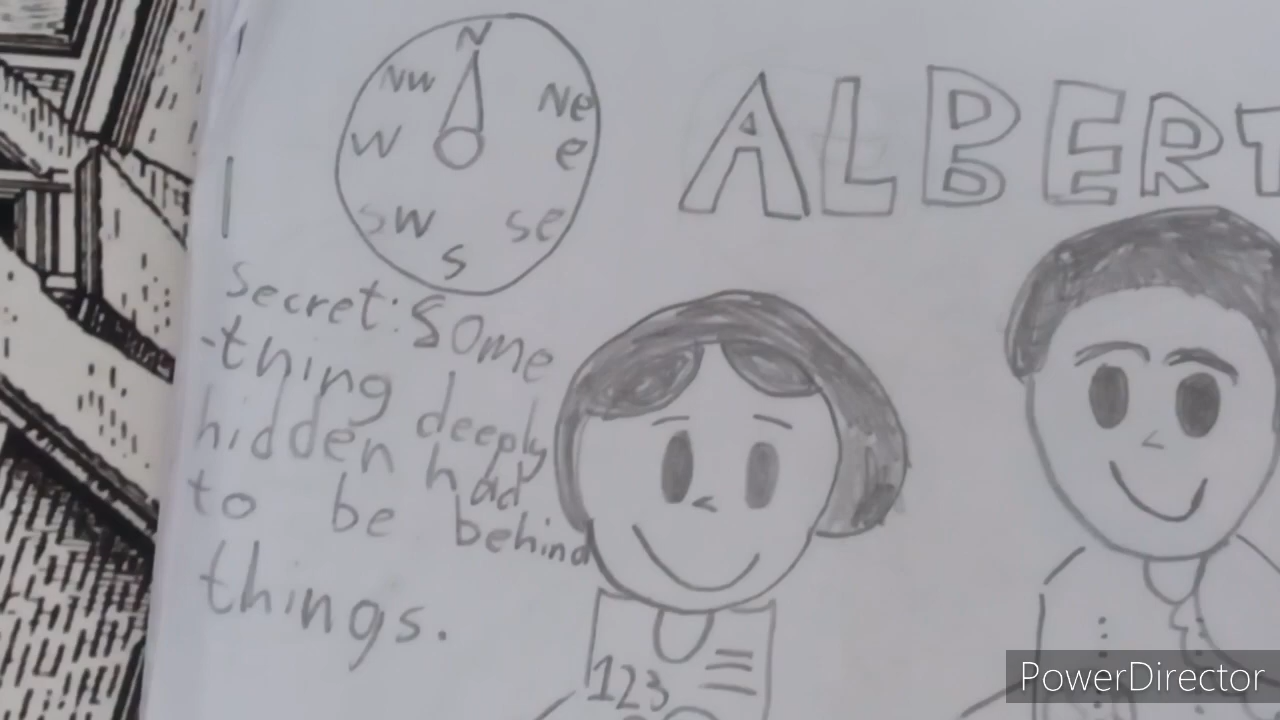 N
NW
Ne
W
e
SW
Se
S
ALBERT
secret: Some
-thing deeply
hidden had
to be behind
things.
123
PowerDirector